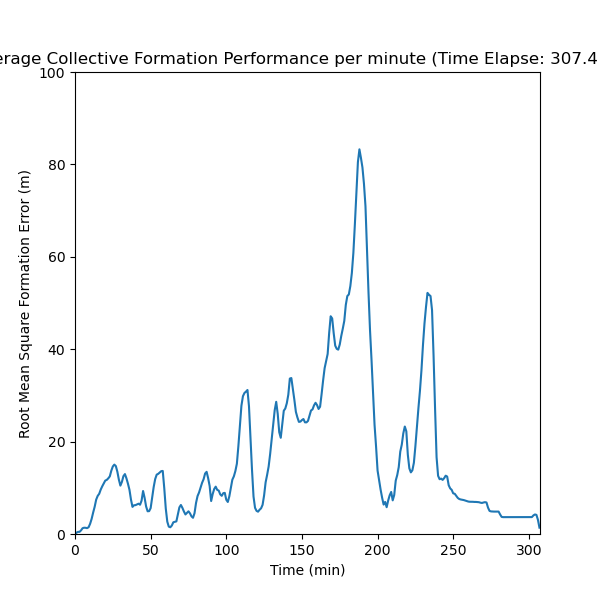 erage Collective Formation Performance per minute (Time Elapse: 307.4
100
80
60
40
20
0
Root Mean Square Formation Error (m)
0 50 100 150 200 250 300
Time (min)